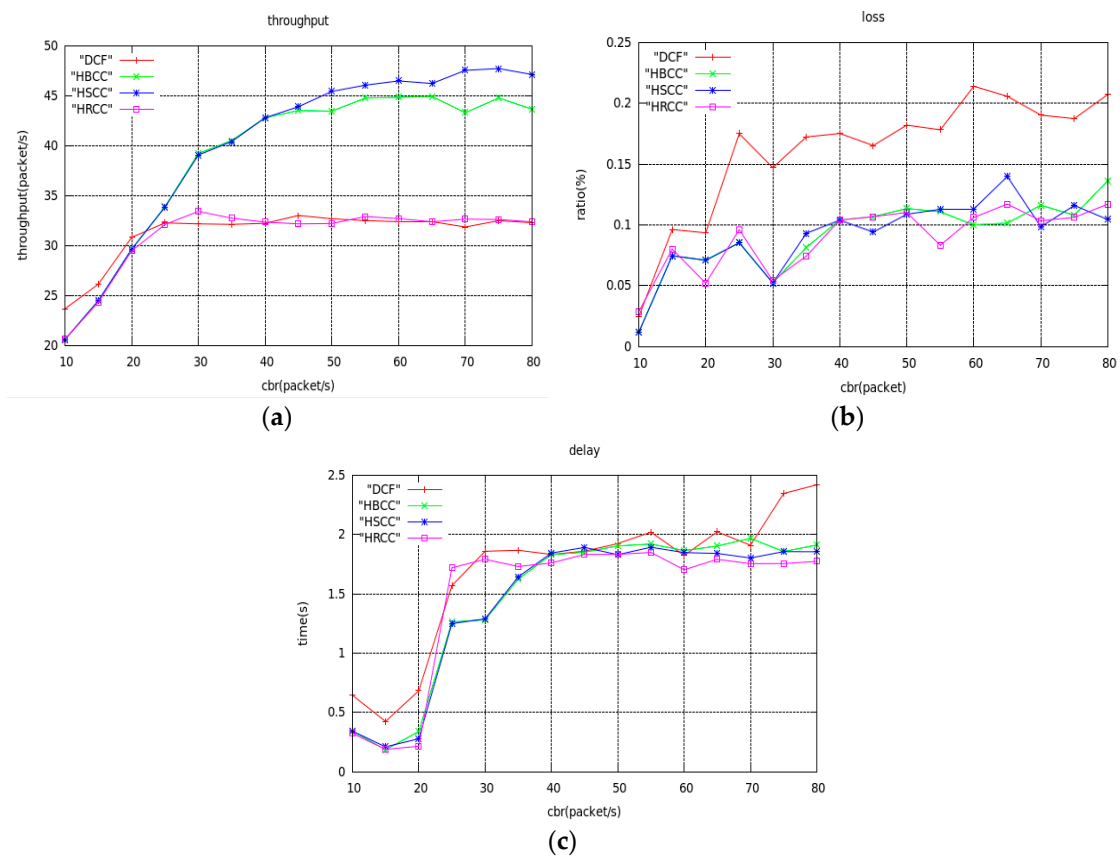 throughput
50
45
40
35
30
25
20
throughput(packet/s)
"DCF"
"HBCC"
"HSCC"
"HRCC"
10 20 30 40 50 60 70 80
cbr(packet/s)
(a)
loss
0.25
0.2
0.15
0.1
0.05
0
ratio(%)
"DCF"
"HBCC"
"HSCC"
"HRCC"
10 20 30 40 50 60 70 80
cbr(packet)
(b)
delay
2.5
2
1.5
1
0.5
0
time(s)
"DCF"
"HBCC"
"HSCC"
"HRCC"
10 20 30 40 50 60 70 80
cbr(packet/s)
(c)